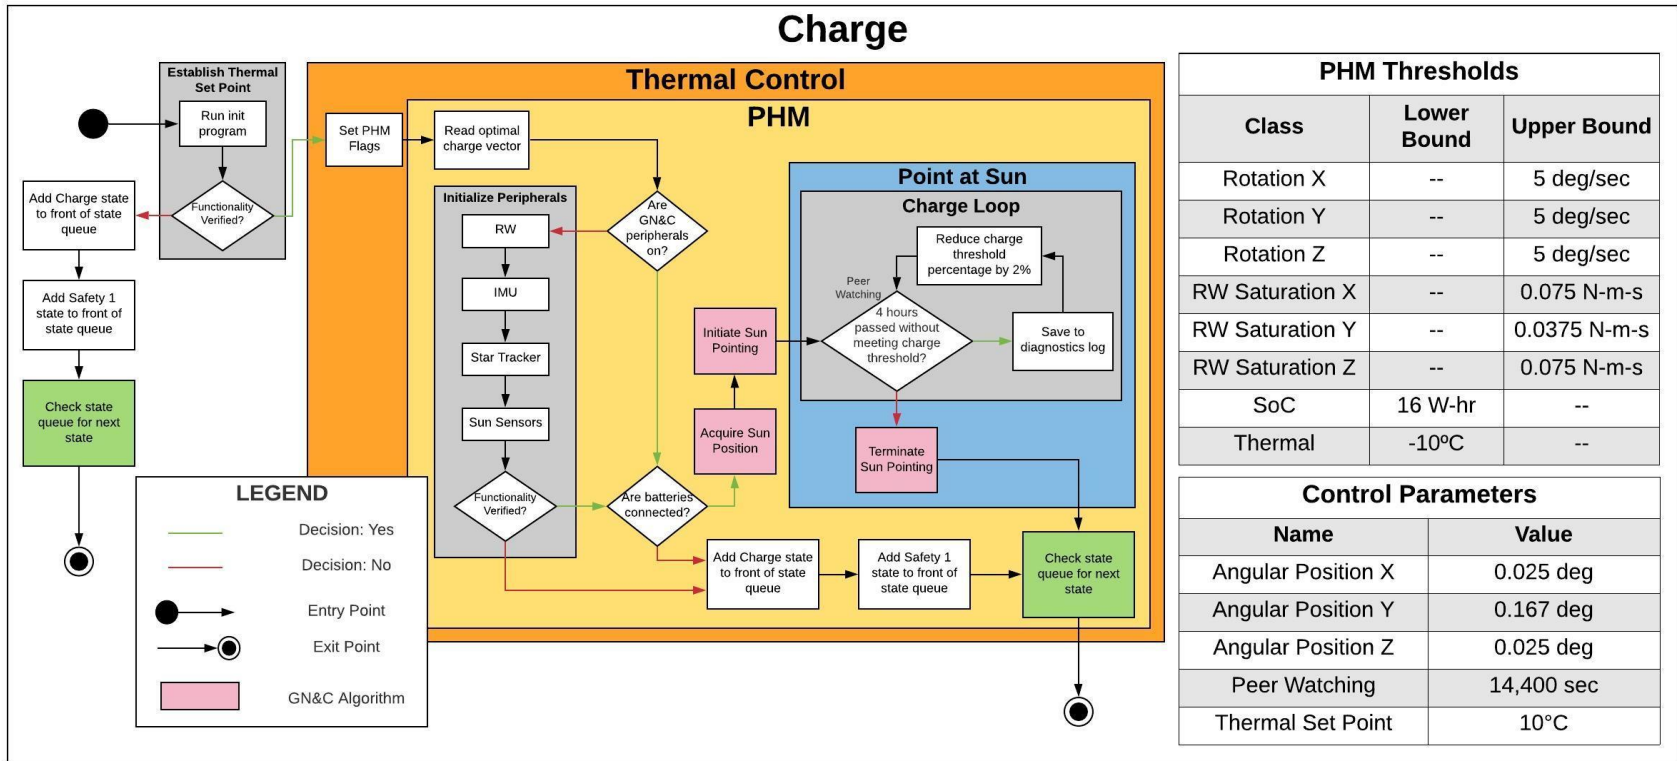 Charge
Establish Thermal
Set Point
Run init
program
Functionality
Verified?
Add Charge state
to front of state
queue
Add Safety 1
state to front of
state queue
Check state
queue for next
state
Thermal Control
Set PHM
Flags
PHM
Read optimal
charge vector
Are
GN&C
peripherals
on?
Initialize Peripherals
RW
IMU
Star Tracker
Sun Sensors
Functionality
Verified?
Are batteries
connected?
Acquire Sun
Position
Initiate Sun
Pointing
Point at Sun
Charge Loop
Reduce charge
threshold
percentage by 2%
Peer
Watching
4 hours
passed without
meeting charge
threshold?
Save to
diagnostics log
Terminate
Sun Pointing
Add Charge state
to front of state
queue
Add Safety 1
state to front of
state queue
Check state
queue for next
state
LEGEND
Decision: Yes
Decision: No
Entry Point
Exit Point
GN&C Algorithm
PHM Thresholds
Class Lower Bound Upper Bound
Rotation X -- 5 deg/sec
Rotation Y -- 5 deg/sec
Rotation Z -- 5 deg/sec
RW Saturation X -- 0.075 N-m-s
RW Saturation Y -- 0.0375 N-m-s
RW Saturation Z -- 0.075 N-m-s
SoC 16 W-hr --
Thermal -10ºC --
Control Parameters
Name Value
Angular Position X 0.025 deg
Angular Position Y 0.167 deg
Angular Position Z 0.025 deg
Peer Watching 14,400 sec
Thermal Set Point 10°C